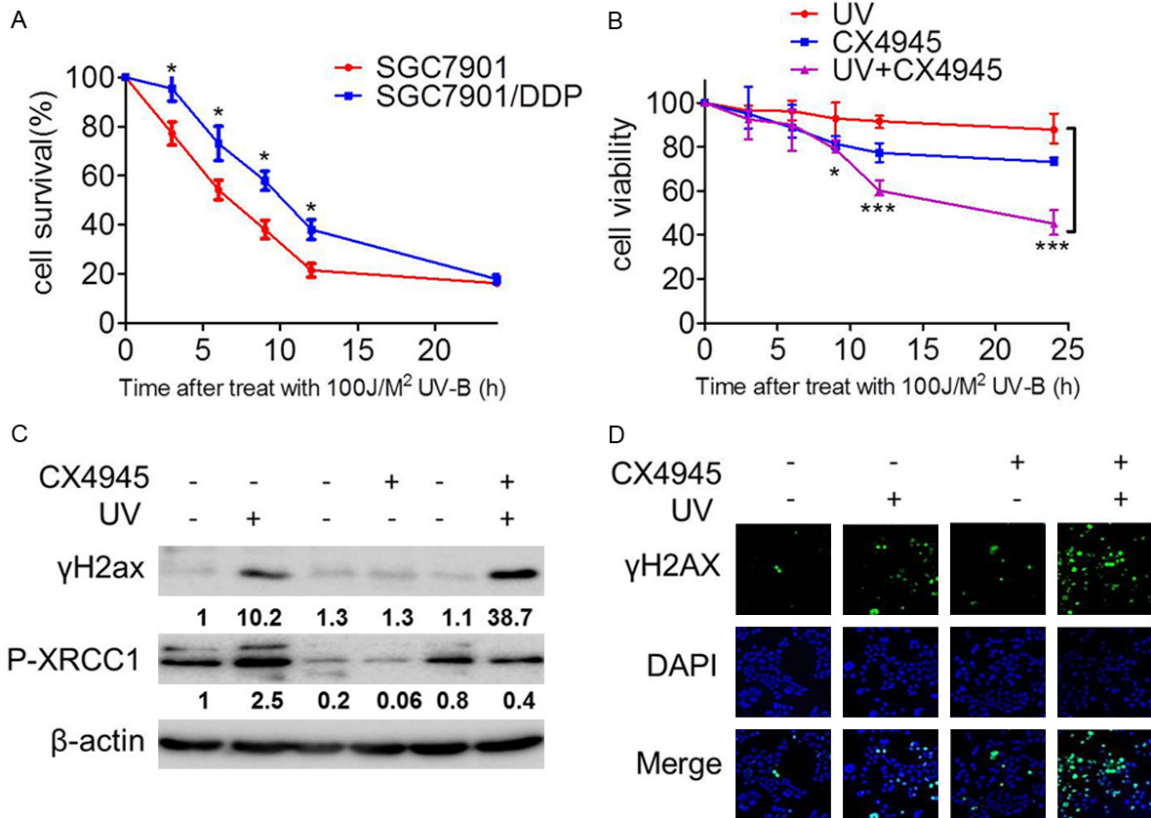 A
SGC7901
SGC7901/DDP
cell survival(%)
100
80
60
40
20
0
* * * * 
0 5 10 15 20
Time after treat with 100J/M² UV-B (h)
B
UV
CX4945
UV+CX4945
cell viability
100
80
60
40
20
0
*
***
***
0 5 10 15 20 25
Time after treat with 100J/M² UV-B (h)
C
CX4945 - - - + - +
UV - + - - - +
γH2ax
1 10.2 1.3 1.3 1.1 38.7
P-XRCC1
1 2.5 0.2 0.06 0.8 0.4
β-actin
D
CX4945 - - + +
UV - + - +
γH2AX
DAPI
Merge